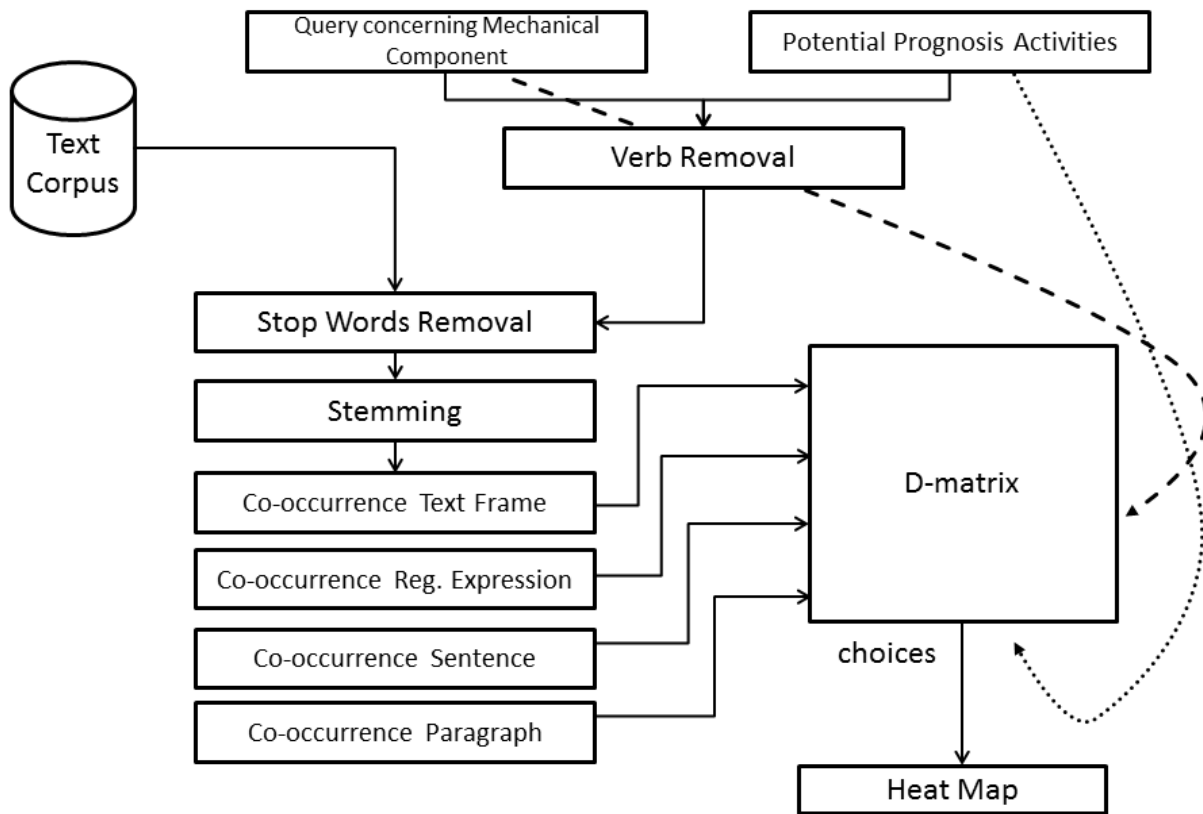 Query concerning Mechanical
Component
Potential Prognosis Activities
Text
Corpus
Verb Removal
Stop Words Removal
Stemming
Co-occurrence Text Frame
D-matrix
Co-occurrence Reg. Expression
Co-occurrence Sentence
choices
Co-occurrence Paragraph
Heat Map